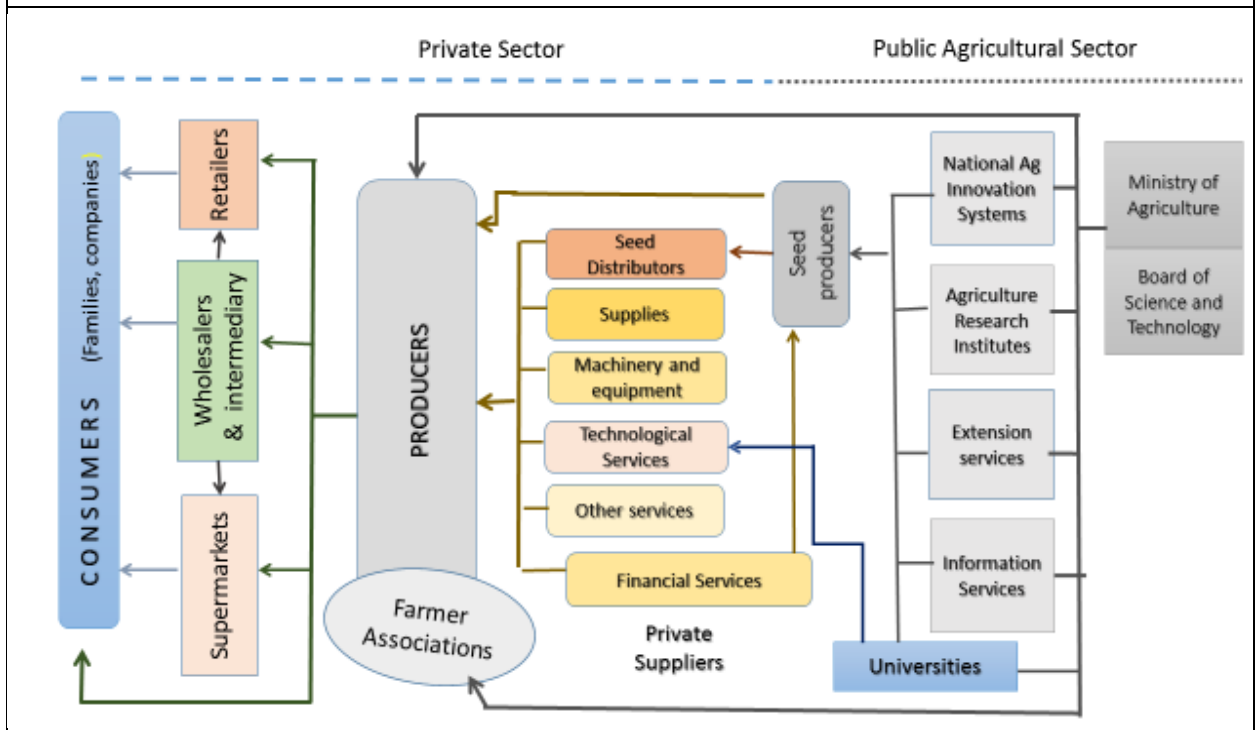 Private Sector
Public Agricultural Sector
CONSUMERS (Families, companies)
Retailers
Wholesalers
& intermediary
Supermarkets
PRODUCERS
Farmer
Associations
Seed
Distributors
Supplies
Machinery and
equipment
Technological
Services
Other services
Financial Services
Private
Suppliers
Seed
producers
National Ag
Innovation
Systems
Agriculture
Research
Institutes
Extension
services
Information
Services
Universities
Ministry of
Agriculture
Board of
Science and
Technology